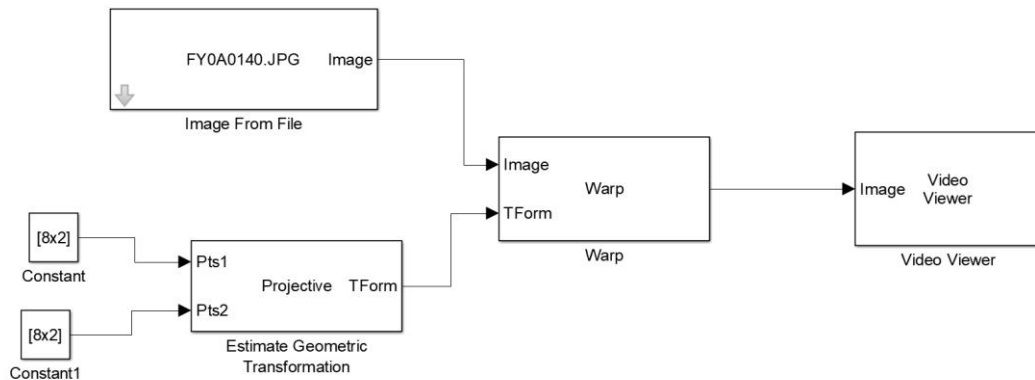 FY0A0140.JPG
Image
Image From File
Image
Warp
TForm
Warp
Image
Video
Viewer
Video Viewer
[8x2]
Constant
[8x2]
Constant1
Pts1
Projective
TForm
Pts2
Estimate Geometric
Transformation